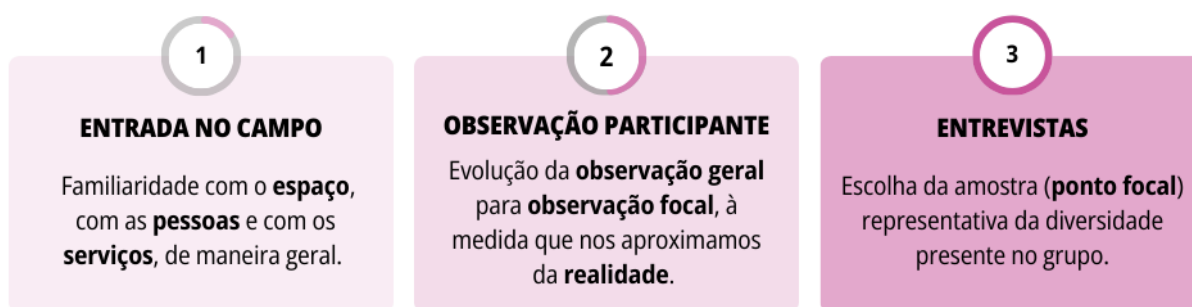 1
ENTRADA NO CAMPO
Familiaridade com o espaço,
com as pessoas e com os
serviços, de maneira geral.
2
OBSERVAÇÃO PARTICIPANTE
Evolução da observação geral
para observação focal, à
medida que nos aproximamos
da realidade.
3
ENTREVISTAS
Escolha da amostra (ponto focal)
representativa da diversidade
presente no grupo.